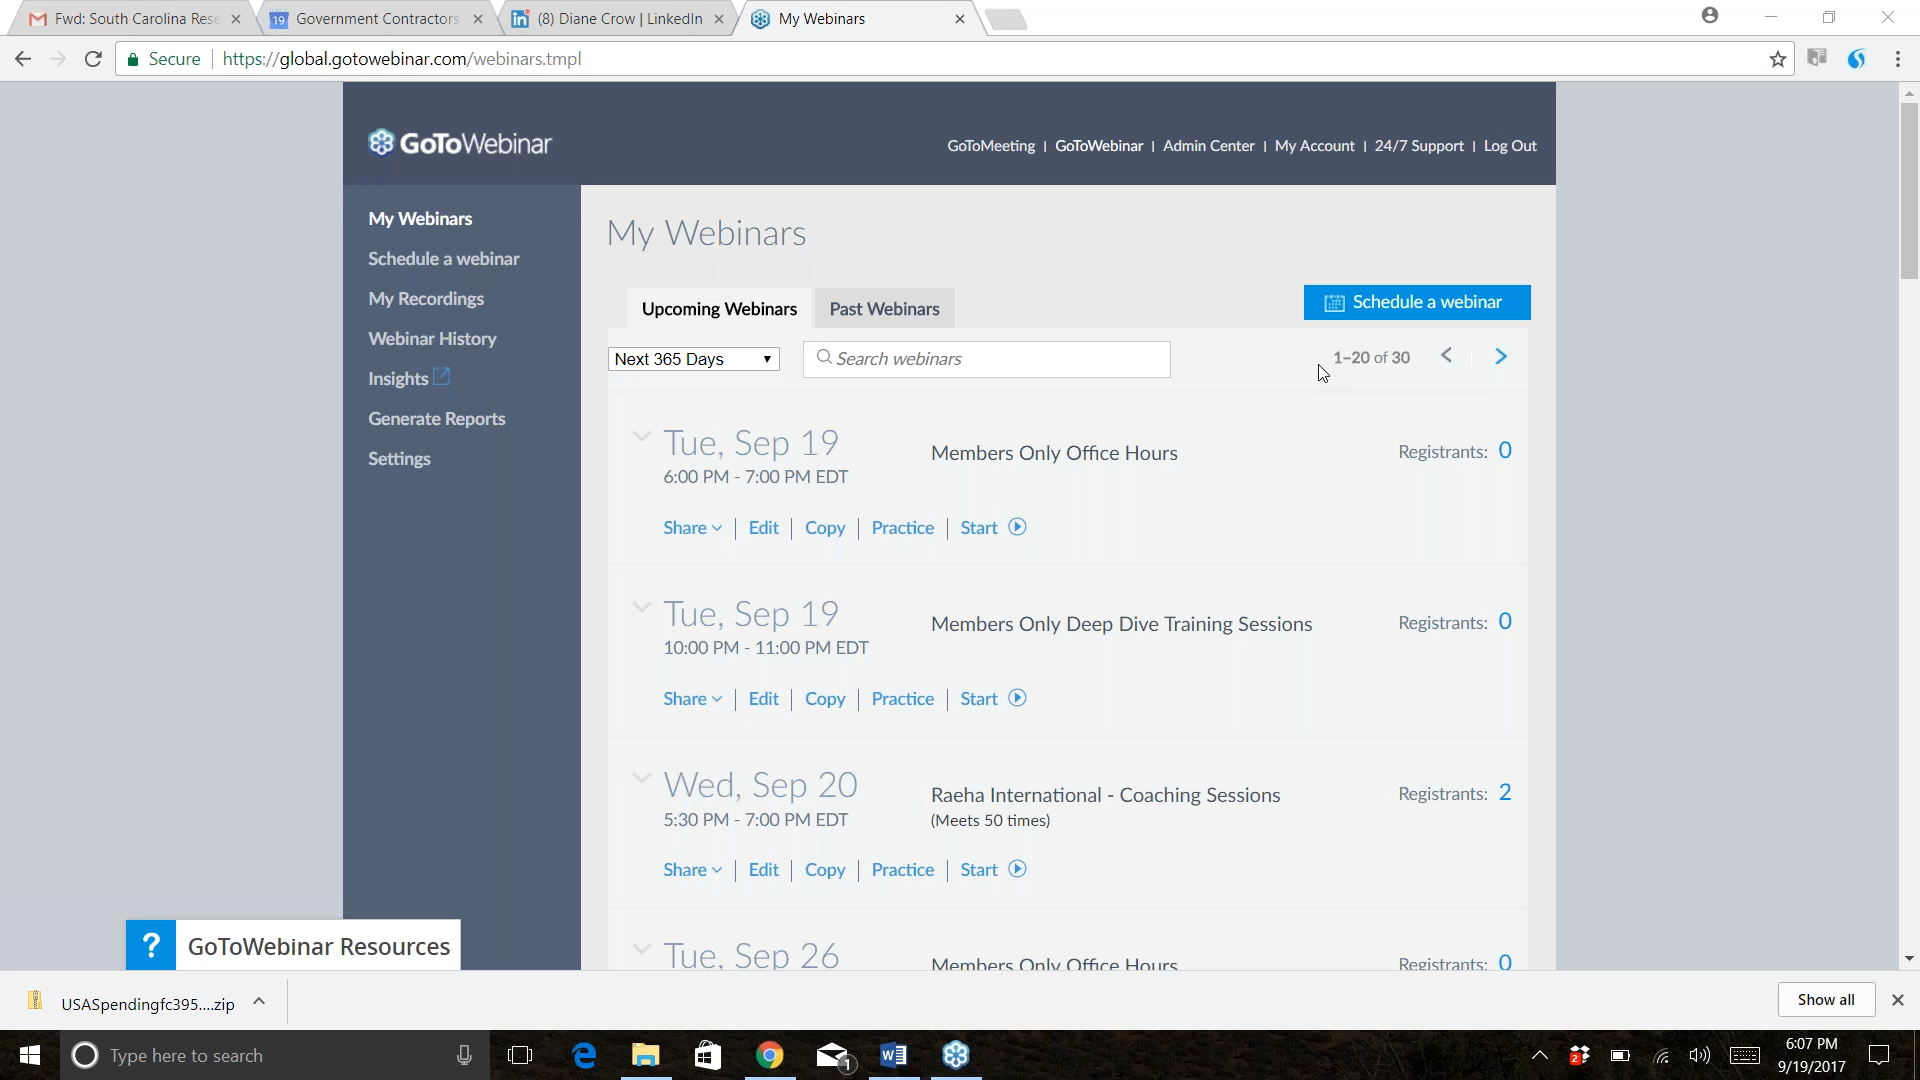 Fwd: South Carolina Rese
19 Government Contractors
in (8) Diane Crow | LinkedIn
My Webinars
Secure https://global.gotowebinar.com/webinars.tmpl
GoToWebinar
GoToMeeting | GoToWebinar | Admin Center | My Account | 24/7 Support | Log Out
My Webinars
Schedule a webinar
My Recordings
Webinar History
Insights
Generate Reports
Settings
My Webinars
Upcoming Webinars
Past Webinars
Schedule a webinar
Next 365 Days
Search webinars
1–20 of 30
Tue, Sep 19
6:00 PM - 7:00 PM EDT
Members Only Office Hours
Registrants: 0
Share | Edit | Copy | Practice | Start
Tue, Sep 19
10:00 PM - 11:00 PM EDT
Members Only Deep Dive Training Sessions
Registrants: 0
Share | Edit | Copy | Practice | Start
Wed, Sep 20
5:30 PM - 7:00 PM EDT
Raeha International - Coaching Sessions
(Meets 50 times)
Registrants: 2
Share | Edit | Copy | Practice | Start
Tue, Sep 26
Members Only Office Hours
Registrants: 0
? GoToWebinar Resources
USASpendingfc395....zip
Show all
Type here to search
1
2
6:07 PM
9/19/2017